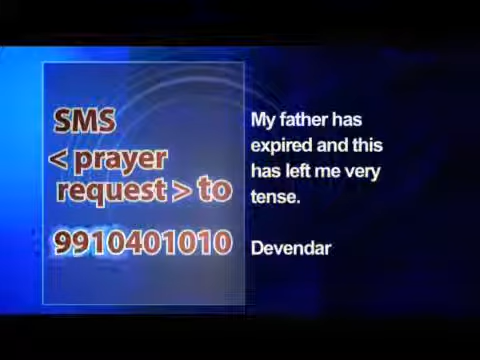 SMS
< prayer
request > to
9910401010
My father has
expired and this
has left me very
tense.
Devendar